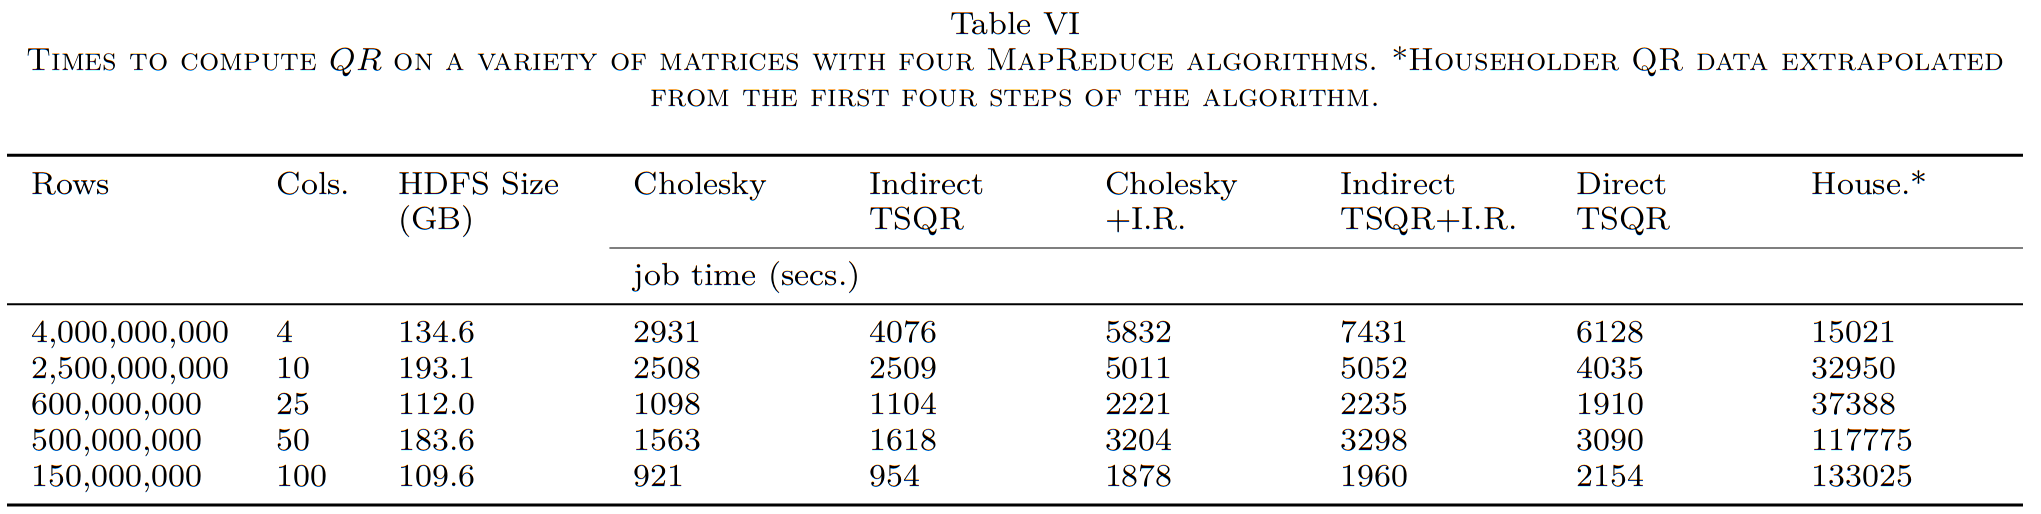 Table VI
Times to compute QR on a variety of matrices with four MapReduce algorithms. *Householder QR data extrapolated
from the first four steps of the algorithm.
Rows Cols. HDFS Size Cholesky Indirect Cholesky Indirect Direct House.*
(GB) TSQR +I.R. TSQR+I.R. TSQR
job time (secs.)
4,000,000,000 4 134.6 2931 4076 5832 7431 6128 15021
2,500,000,000 10 193.1 2508 2509 5011 5052 4035 32950
600,000,000 25 112.0 1098 1104 2221 2235 1910 37388
500,000,000 50 183.6 1563 1618 3204 3298 3090 117775
150,000,000 100 109.6 921 954 1878 1960 2154 133025